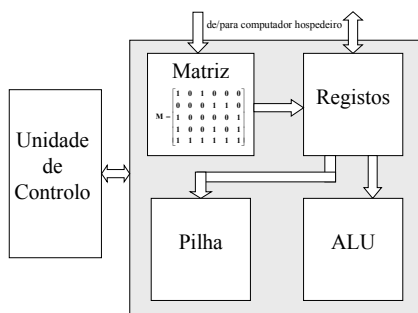 de/para computador hospedeiro
Matriz
M =
1 0 1 0 0 0
0 0 0 1 1 0
1 0 0 0 0 1
1 0 0 1 0 1
1 1 1 1 1 1
Registos
Unidade
de
Controlo
Pilha
ALU